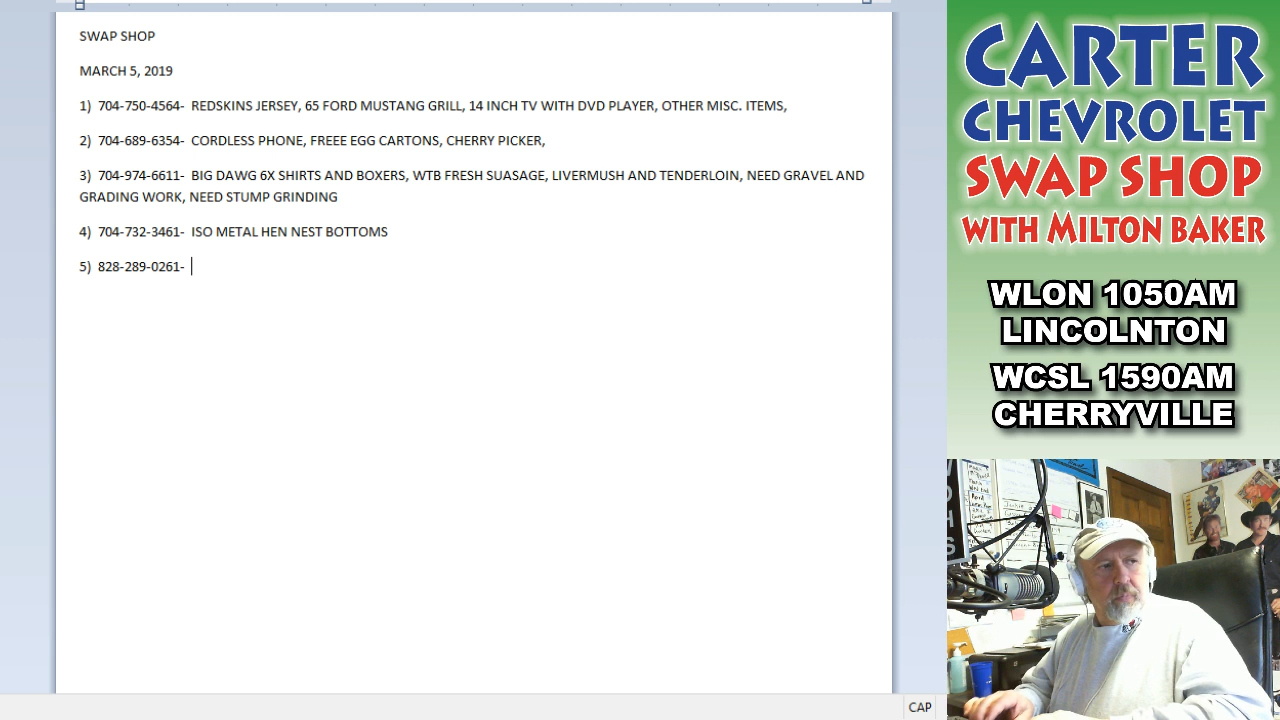 SWAP SHOP
MARCH 5, 2019
1) 704-750-4564- REDSKINS JERSEY, 65 FORD MUSTANG GRILL, 14 INCH TV WITH DVD PLAYER, OTHER MISC. ITEMS,
2) 704-689-6354- CORDLESS PHONE, FREEE EGG CARTONS, CHERRY PICKER,
3) 704-974-6611- BIG DAWG 6X SHIRTS AND BOXERS, WTB FRESH SUASAGE, LIVERMUSH AND TENDERLOIN, NEED GRAVEL AND
GRADING WORK, NEED STUMP GRINDING
4) 704-732-3461- ISO METAL HEN NEST BOTTOMS
5) 828-289-0261-
CAP
CARTER
CHEVROLET
SWAP SHOP
WITH MILTON BAKER
WLON 1050AM
LINCOLNTON
WCSL 1590AM
CHERRYVILLE